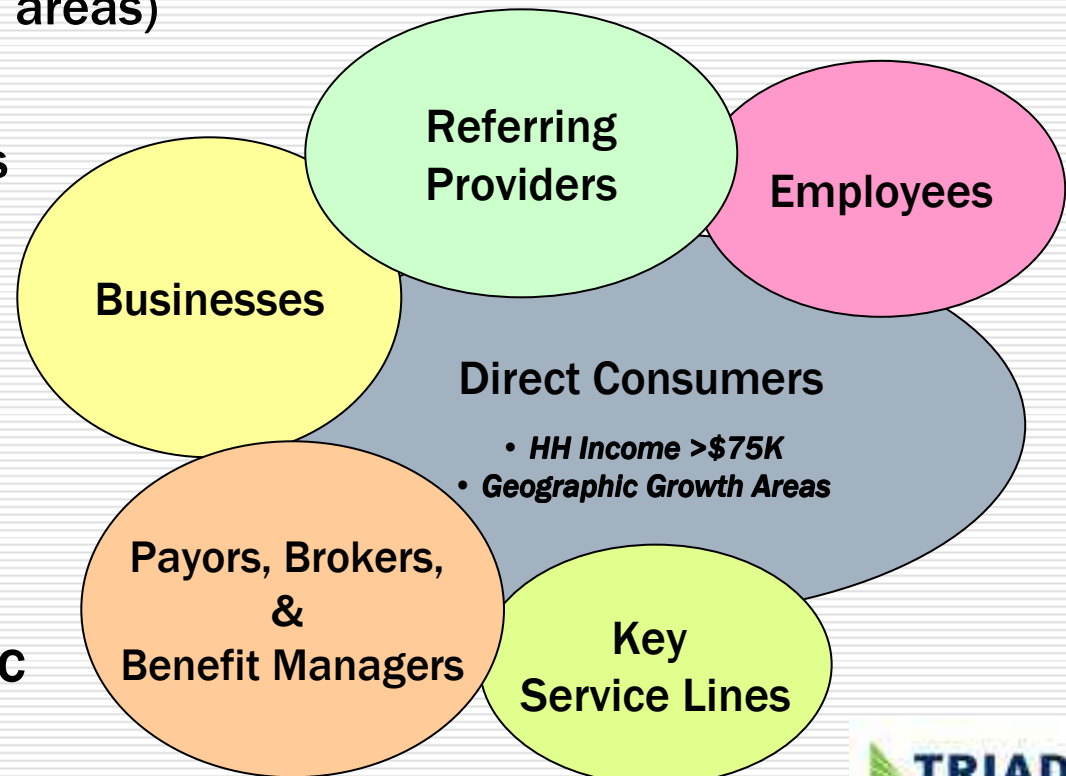 areas)
s
Referring
Providers
Employees
Businesses
Direct Consumers
• HH Income >$75K
• Geographic Growth Areas
Payors, Brokers,
&
Benefit Managers
c
Key
Service Lines
TRIAD